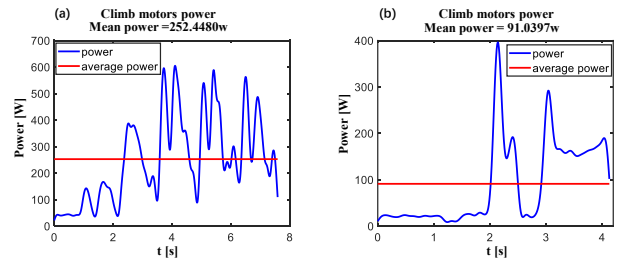 (a)
Climb motors power
Mean power =252.4480w
power
average power
Power [W]
700
600
500
400
300
200
100
0
0 2 4 6 8
t [s]
(b)
Climb motors power
Mean power = 91.0397w
power
average power
Power [W]
400
300
200
100
0
0 1 2 3 4
t [s]